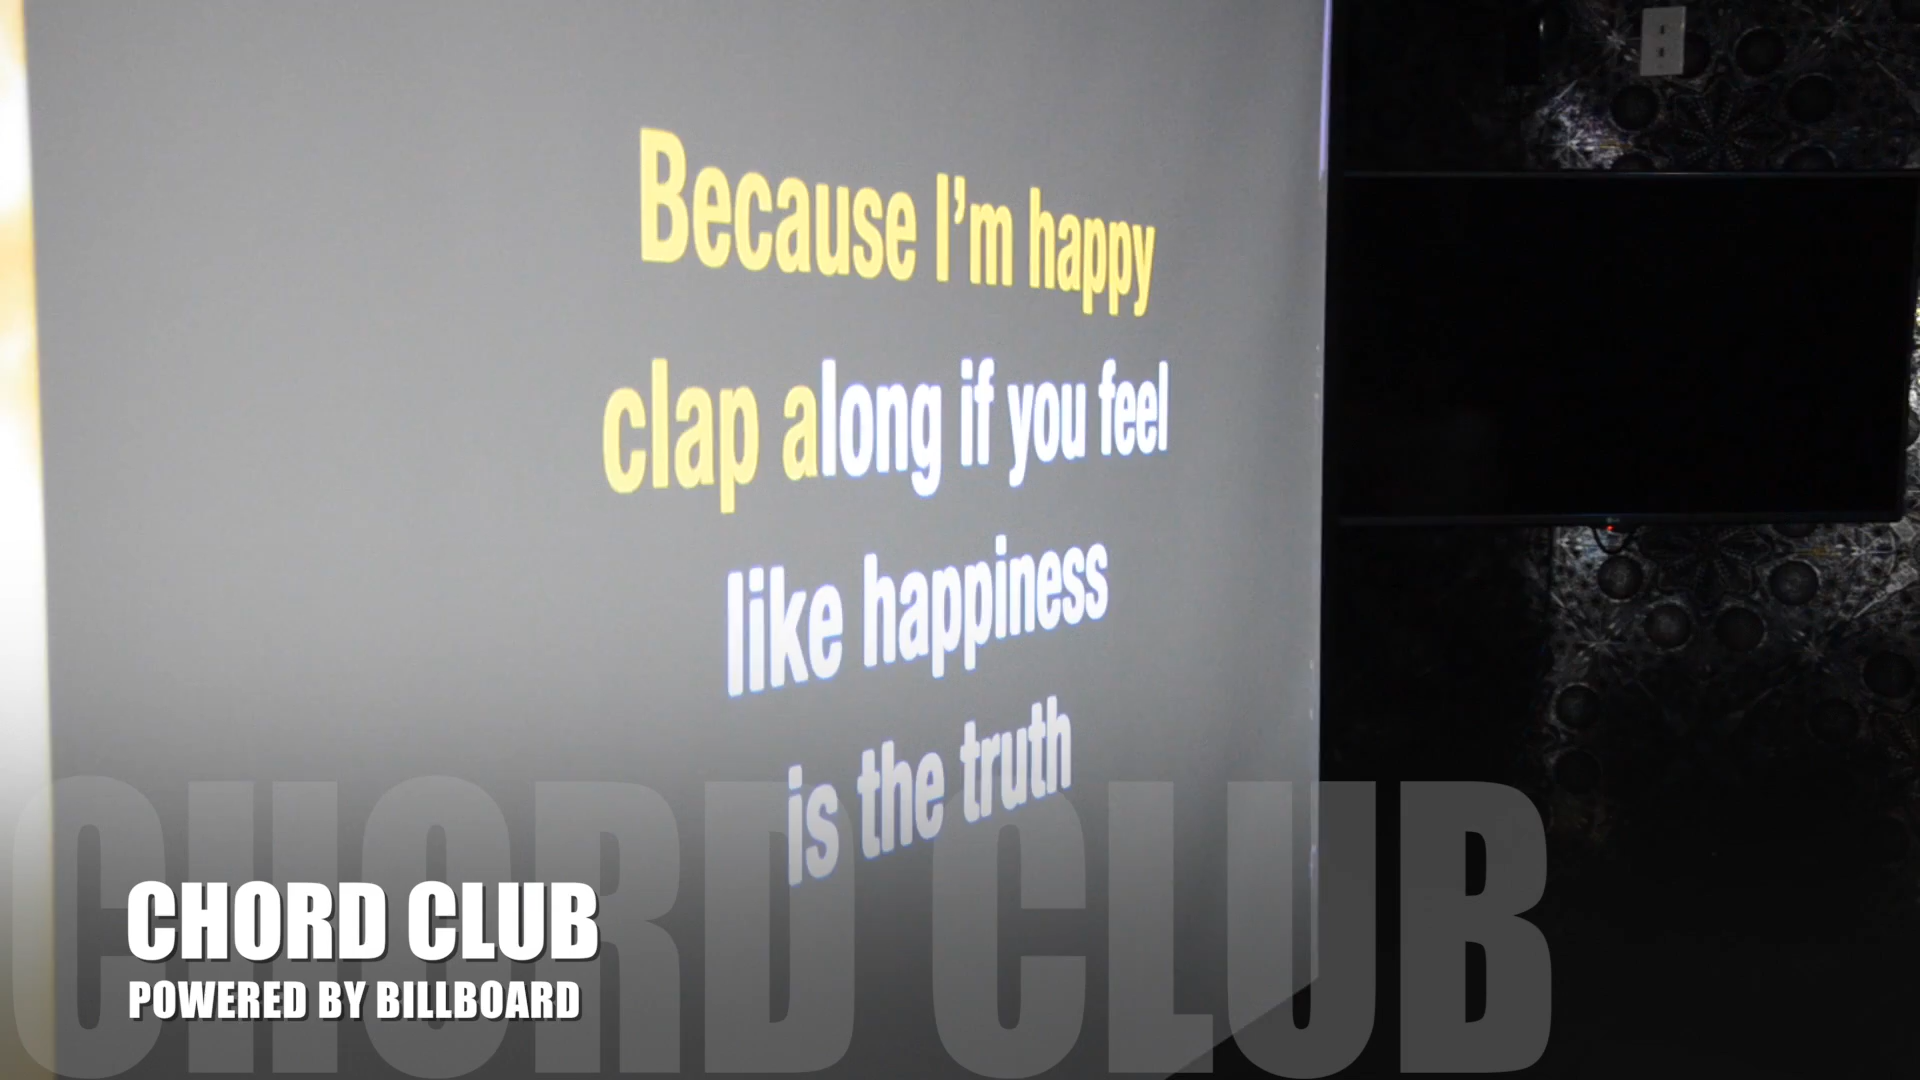 Because I'm happy
clap along if you feel
like happiness
is the truth
CHORD CLUB
CHORD CLUB
POWERED BY BILLBOARD